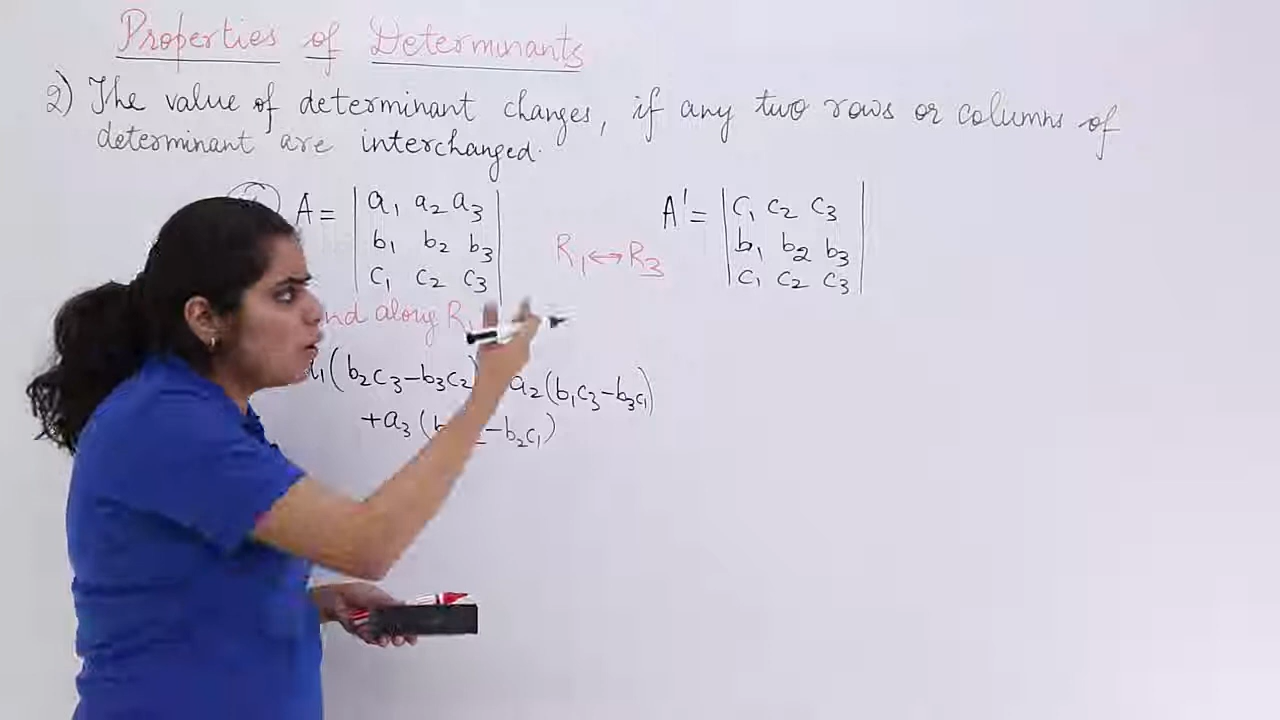 Properties of Determinants
2) The value of determinant changes, if any two rows or columns of
determinant are interchanged.
A = | a₁ a₂ a₃ |
| b₁ b₂ b₃ |
| c₁ c₂ c₃ |
R₁ ↔ R₃
A' = | c₁ c₂ c₃ |
| b₁ b₂ b₃ |
| c₁ c₂ c₃ |
along R₁
(b₂c₃ – b₃c₂) a₂(b₁c₃ – b₃c₁)
+a₃( – b₂c₁)